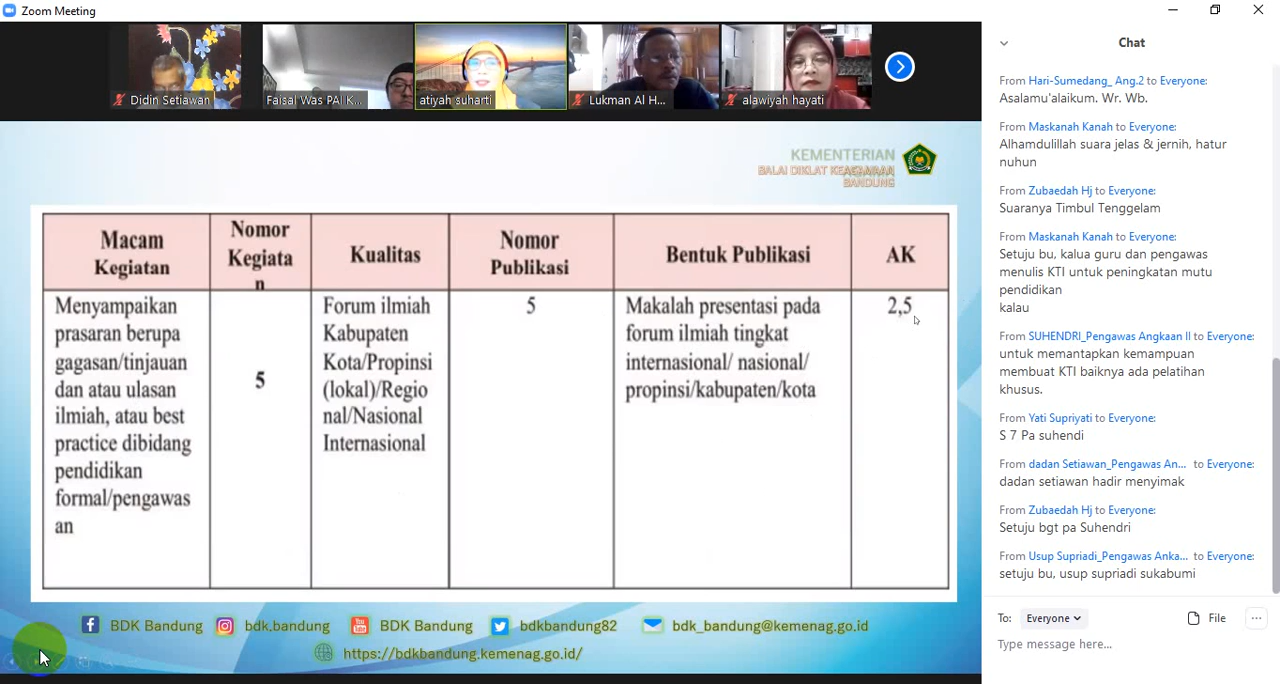 Zoom Meeting
Didin Setiawan
Faisal Was PAI K...
atiyah suharti
Lukman Al H...
alawiyah hayati
KEMENTERIAN
BALAI DIKLAT KEAGAMAAN
BANDUNG
Macam
Kegiatan
Nomor
Kegiata
n
Kualitas
Nomor
Publikasi
Bentuk Publikasi
AK
Menyampaikan
prasaran berupa
gagasan/tinjauan
dan atau ulasan
ilmiah, atau best
practice dibidang
pendidikan
formal/pengawas
an
5
Forum ilmiah
Kabupaten
Kota/Propinsi
(lokal)/Regio
nal/Nasional
Internasional
5
Makalah presentasi pada
forum ilmiah tingkat
internasional/ nasional/
propinsi/kabupaten/kota
2,5
BDK Bandung
bdk.bandung
BDK Bandung
bdkbandung82
bdk_bandung@kemenag.go.id
https://bdkbandung.kemenag.go.id/
Chat
From Hari-Sumedang_ Ang.2 to Everyone:
Asalamu'alaikum. Wr. Wb.
From Maskanah Kanah to Everyone:
Alhamdulillah suara jelas & jernih, hatur
nuhun
From Zubaedah Hj to Everyone:
Suaranya Timbul Tenggelam
From Maskanah Kanah to Everyone:
Setuju bu, kalua guru dan pengawas
menulis KTI untuk peningkatan mutu
pendidikan
kalau
From SUHENDRI_Pengawas Angkaan II to Everyone:
untuk memantapkan kemampuan
membuat KTI baiknya ada pelatihan
khusus.
From Yati Supriyati to Everyone:
S 7 Pa suhendi
From dadan Setiawan_Pengawas An... to Everyone:
dadan setiawan hadir menyimak
From Zubaedah Hj to Everyone:
Setuju bgt pa Suhendri
From Usup Supriadi_Pengawas Anka... to Everyone:
setuju bu, usup supriadi sukabumi
To: Everyone File ...
Type message here...